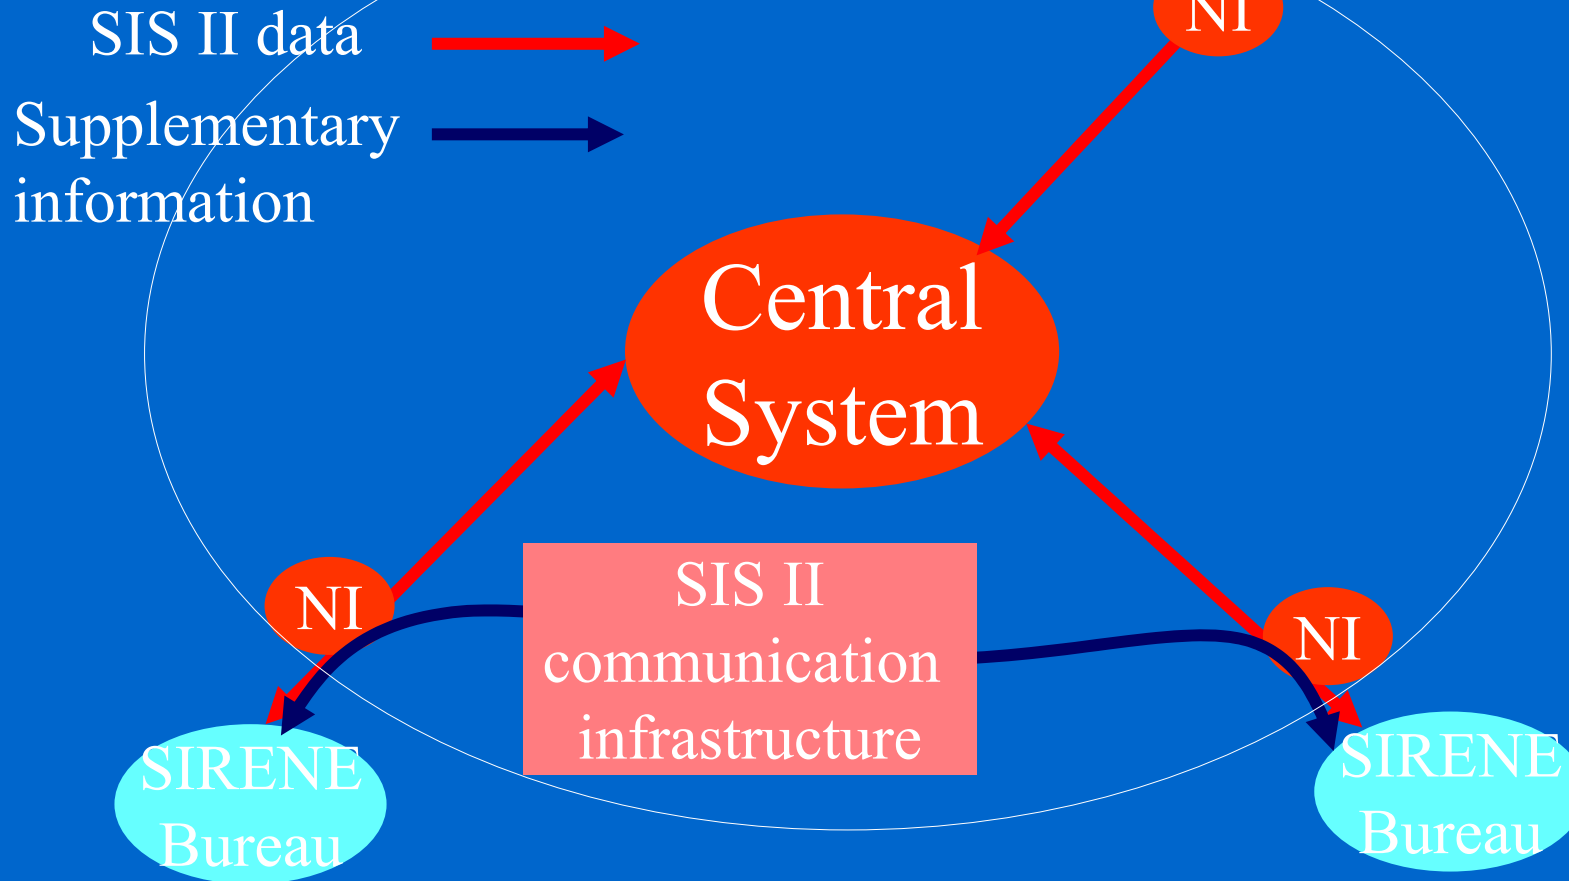 SIS II data
Supplementary
information
NI
Central
System
NI
SIS II
communication
infrastructure
NI
SIRENE
Bureau
SIRENE
Bureau